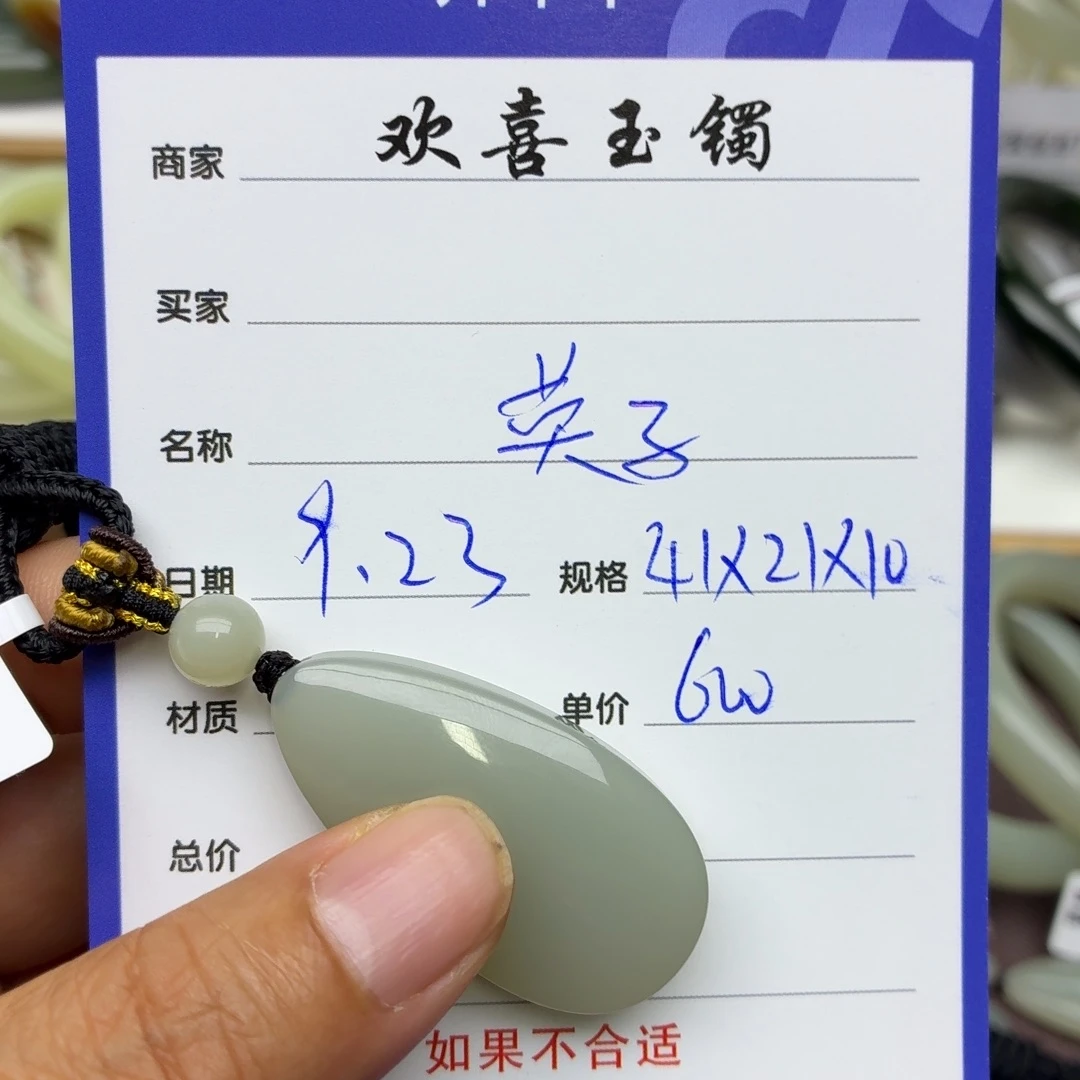 商家 欢喜玉镯
买家
名称 英子
日期 9.23 规格 41X21X10
材质 单价 600
总价
如果不合适